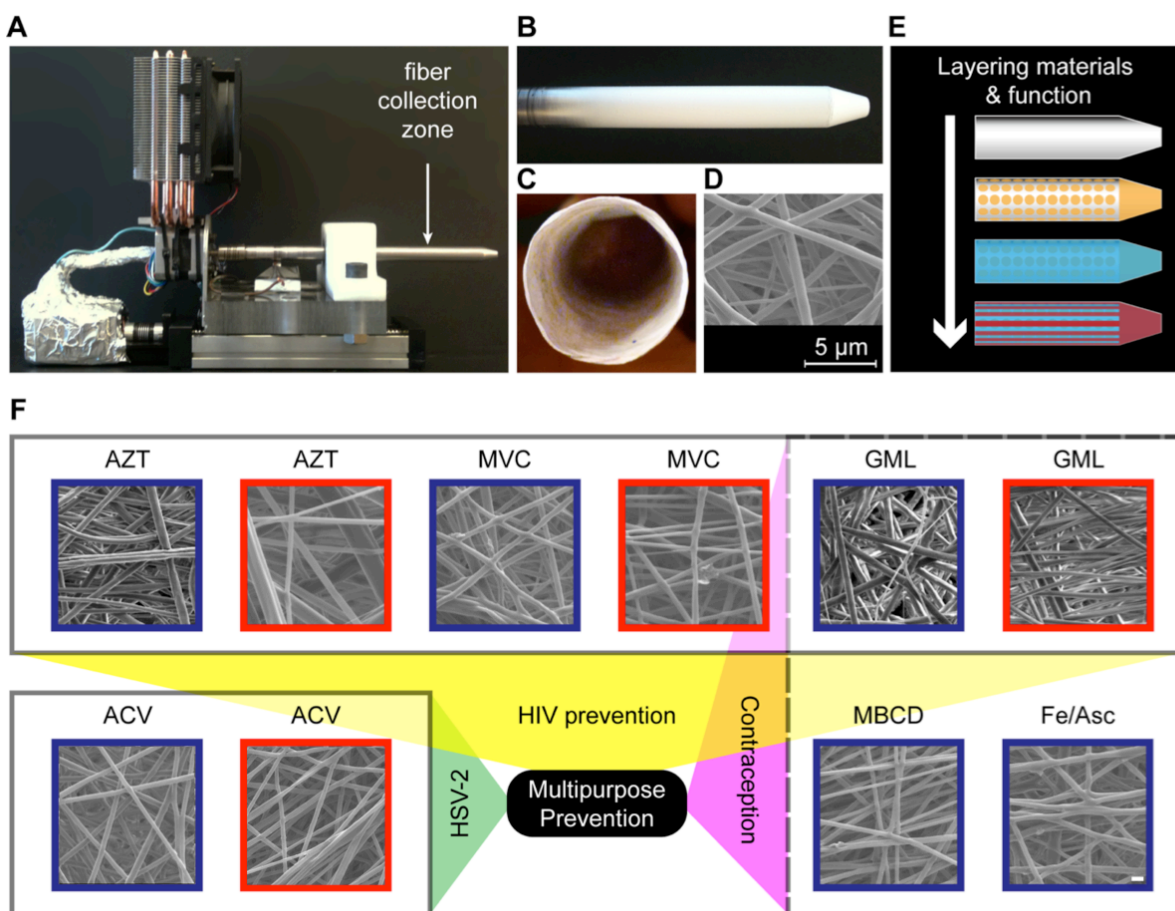 A
fiber
collection
zone
B
C
D
5 μm
E
Layering materials
& function
F
AZT
AZT
MVC
MVC
GML
GML
ACV
ACV
HSV-2
HIV prevention
Multipurpose
Prevention
Contraception
MBCD
Fe/Asc